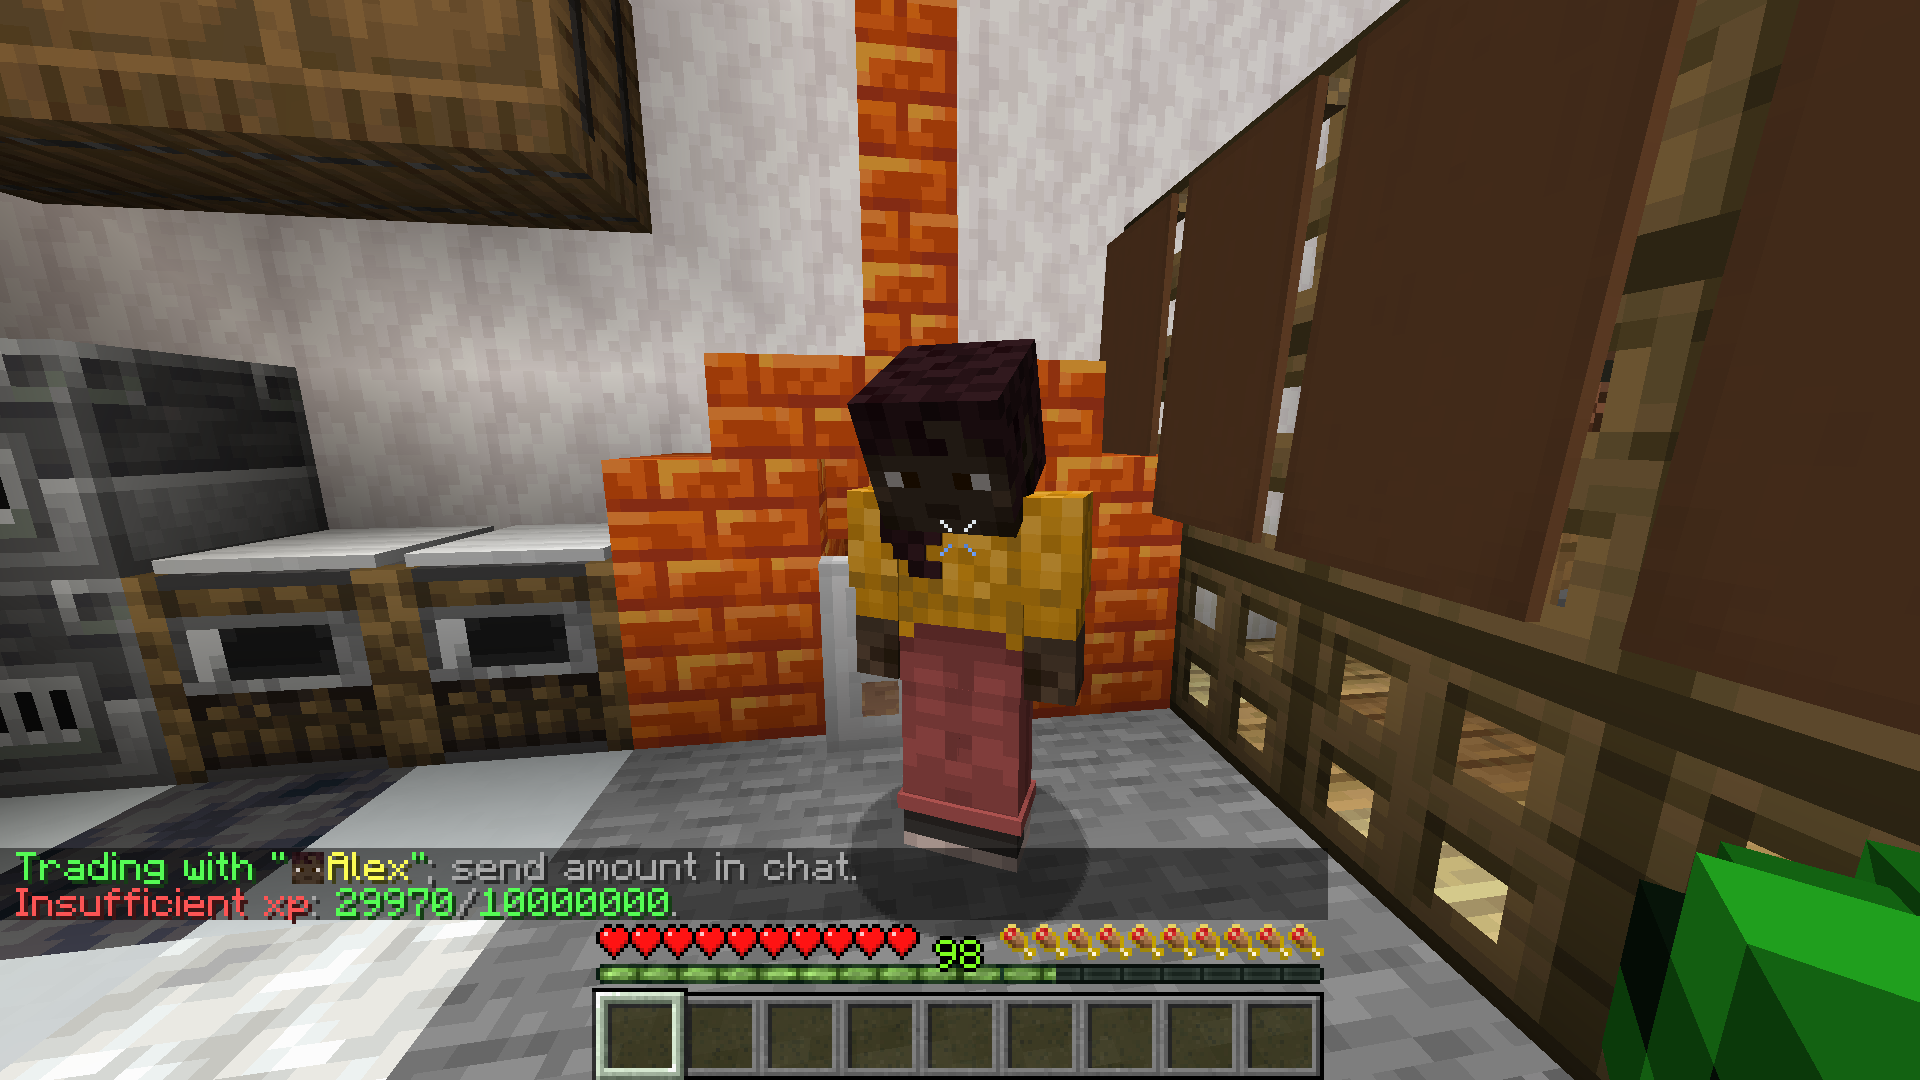 Trading with "Alex"; send amount in chat.
Insufficient xp: 29970/10000000.
98